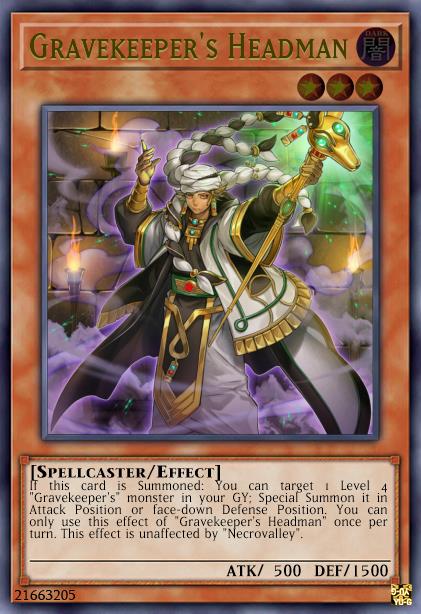 Gravekeeper's Headman
DARK
闇
[Spellcaster/Effect]
If this card is Summoned: You can target 1 Level 4
"Gravekeeper's" monster in your GY; Special Summon it in
Attack Position or face-down Defense Position. You can
only use this effect of "Gravekeeper's Headman" once per
turn. This effect is unaffected by "Necrovalley".
ATK/ 500 DEF/1500
21663205